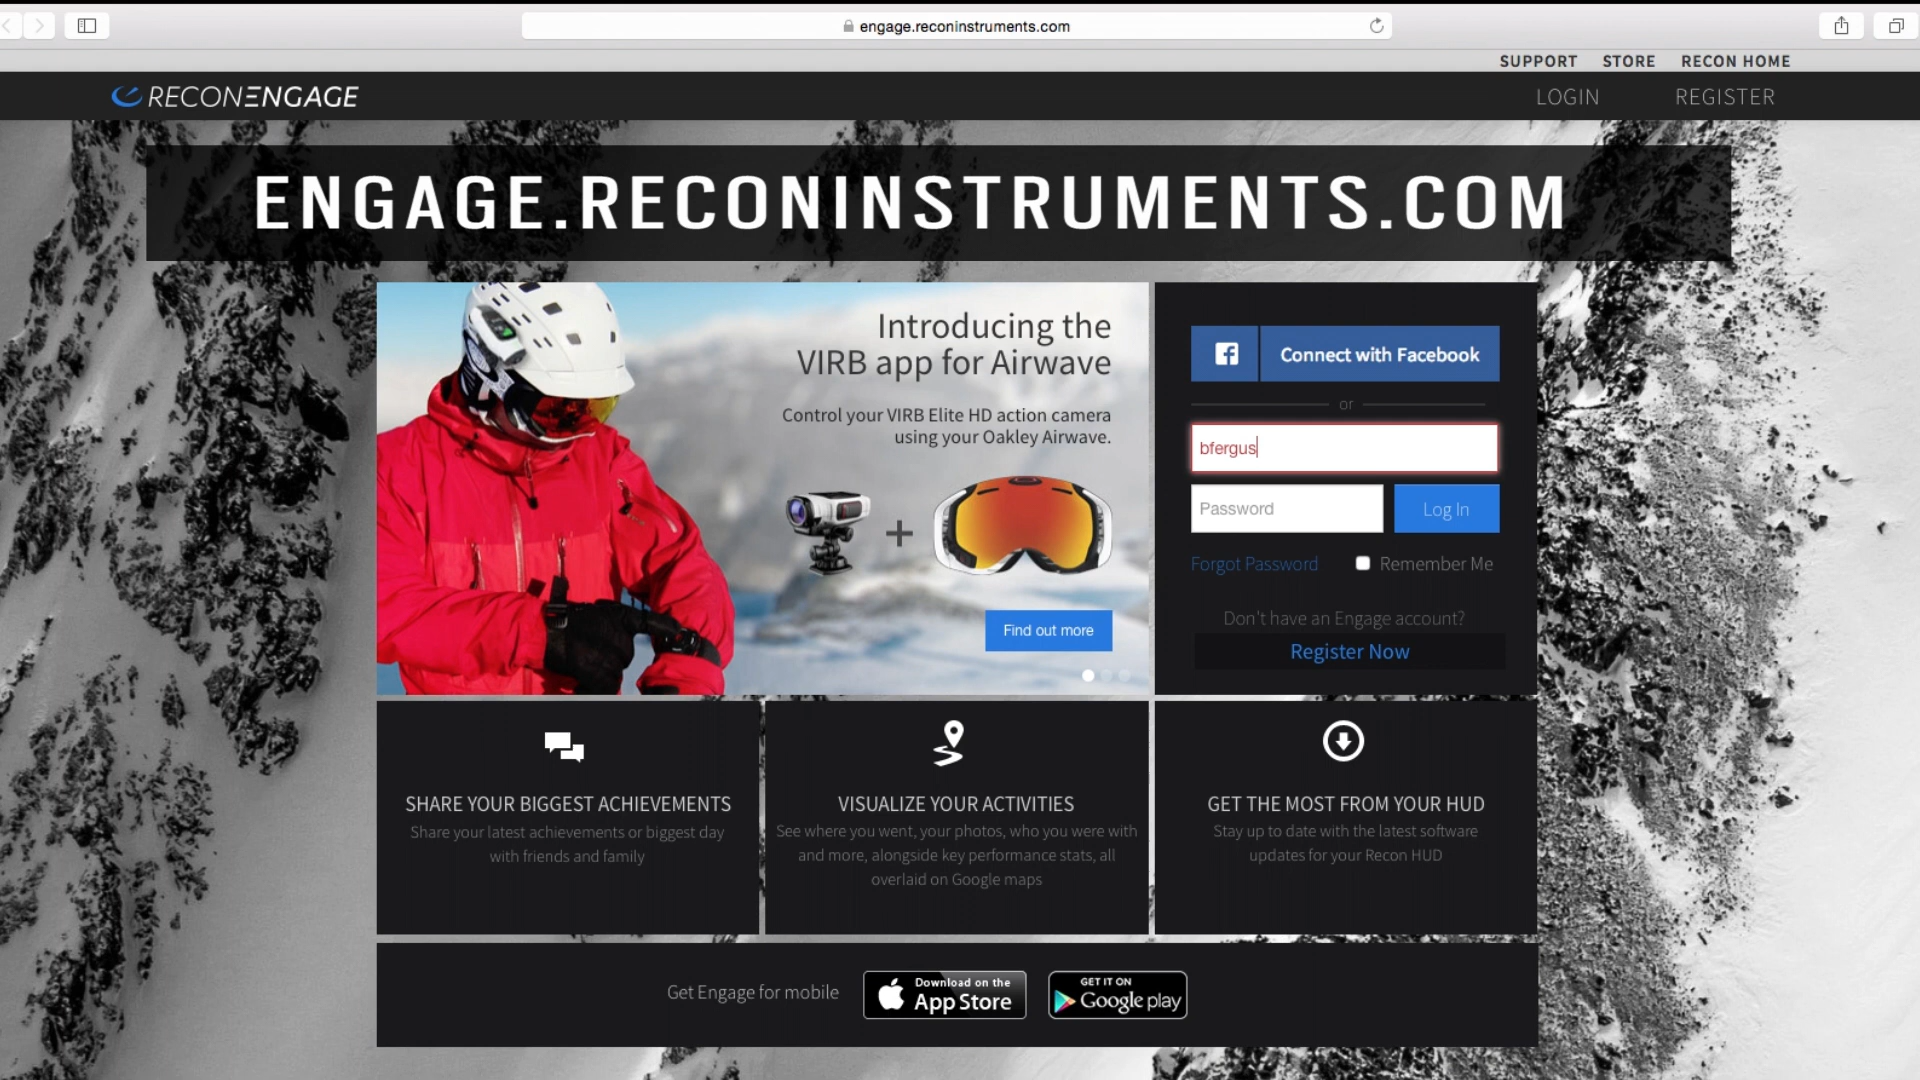 engage.reconinstruments.com
SUPPORT STORE RECON HOME
RECONENGAGE
LOGIN REGISTER
ENGAGE.RECONINSTRUMENTS.COM
Introducing the
VIRB app for Airwave
Control your VIRB Elite HD action camera
using your Oakley Airwave.
+
Find out more
Connect with Facebook
or
bfergus
Password
Log In
Forgot Password
Remember Me
Don't have an Engage account?
Register Now
SHARE YOUR BIGGEST ACHIEVEMENTS
Share your latest achievements or biggest day
with friends and family
VISUALIZE YOUR ACTIVITIES
See where you went, your photos, who you were with
and more, alongside key performance stats, all
overlaid on Google maps
GET THE MOST FROM YOUR HUD
Stay up to date with the latest software
updates for your Recon HUD
Get Engage for mobile
Download on the
App Store
GET IT ON
Google play